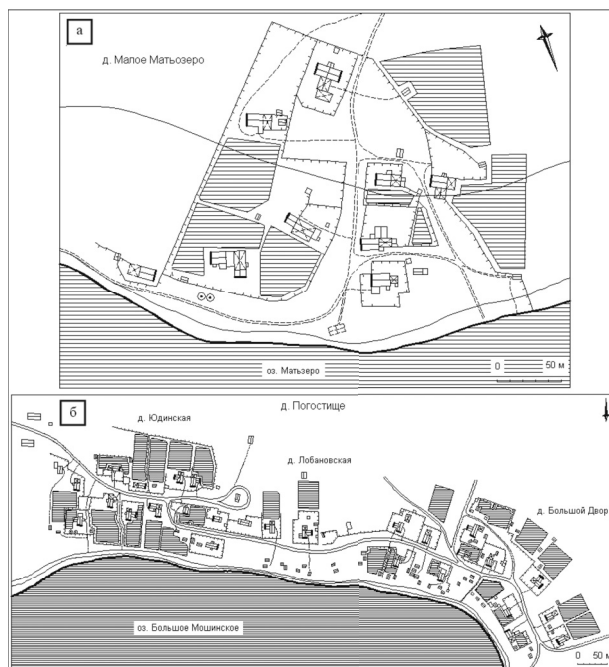 а
д. Малое Матьозеро
оз. Матьзеро
0 50 м
б
д. Погостище
д. Юдинская
д. Лобановская
д. Большой Двор
оз. Большое Мошинское
0 50 м